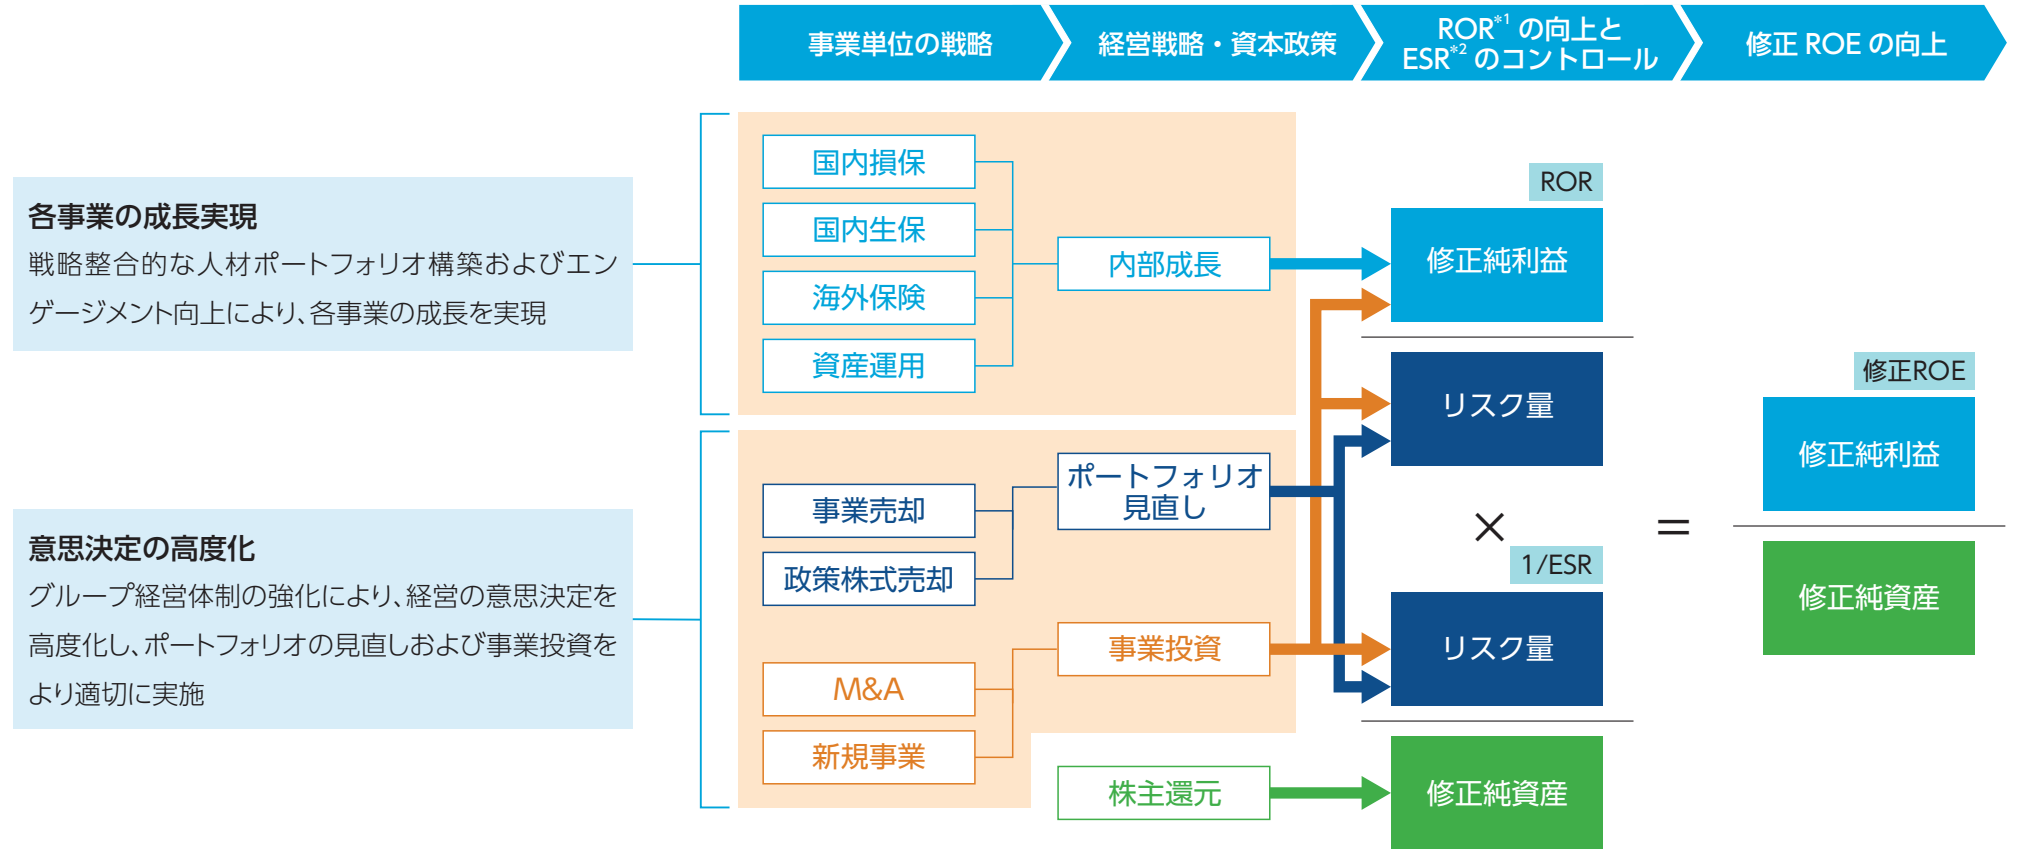 事業単位の戦略
経営戦略・資本政策
ROR*1 の向上と
ESR*2 のコントロール
修正 ROE の向上
各事業の成長実現
戦略整合的な人材ポートフォリオ構築およびエン
ゲージメント向上により、各事業の成長を実現
意思決定の高度化
グループ経営体制の強化により、経営の意思決定を
高度化し、ポートフォリオの見直しおよび事業投資を
より適切に実施
国内損保
国内生保
海外保険
資産運用
内部成長
事業売却
政策株式売却
ポートフォリオ
見直し
M&A
新規事業
事業投資
株主還元
ROR
修正純利益
リスク量
×
1/ESR
リスク量
修正純資産
=
修正ROE
修正純利益
修正純資産